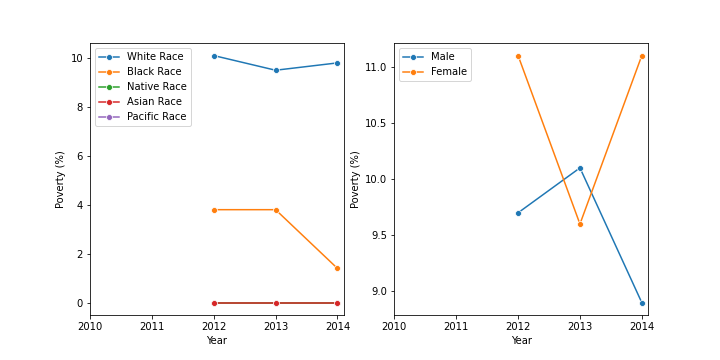 White Race
Black Race
Native Race
Asian Race
Pacific Race
10
8
6
4
2
0
Poverty (%)
2010 2011 2012 2013 2014
Year
Male
Female
11.0
10.5
10.0
9.5
9.0
Poverty (%)
2010 2011 2012 2013 2014
Year